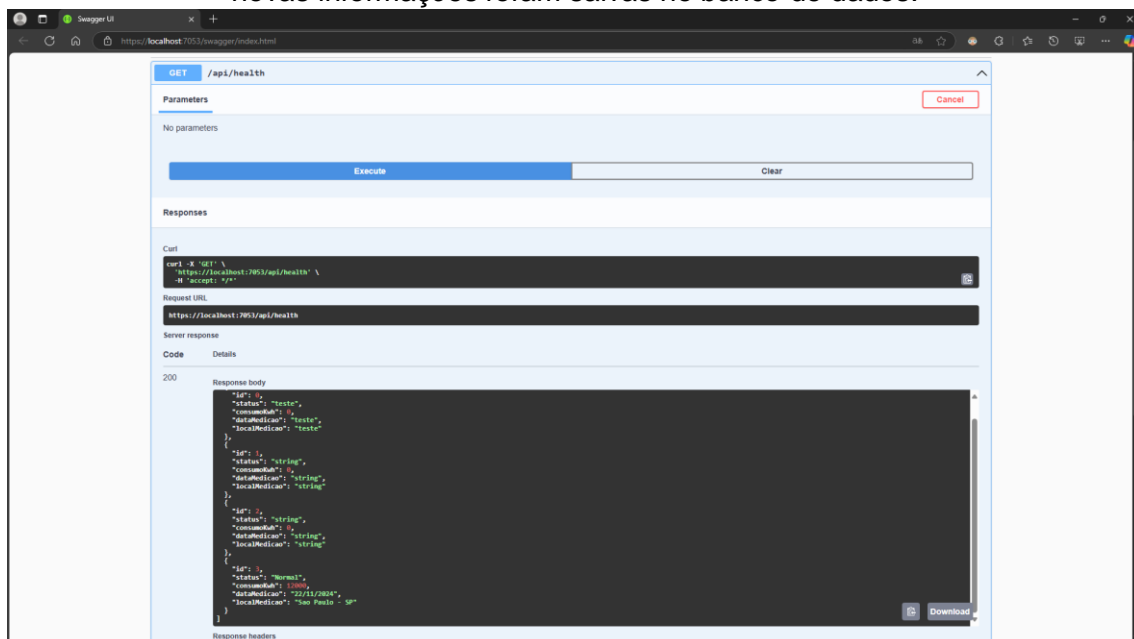 novas informações foram salvas no banco de dados.
Swagger UI
https://localhost:7053/swagger/index.html
GET /api/health
Parameters
Cancel
No parameters
Execute
Clear
Responses
Curl
curl -X 'GET' \
'https://localhost:7053/api/health' \
-H 'accept: */*'
Request URL
https://localhost:7053/api/health
Server response
Code Details
200
Response body
"id": 0,
"status": "teste",
"consumoKwh": 0,
"dataMedicao": "teste",
"localMedicao": "teste"
},
{
"id": 1,
"status": "string",
"consumoKwh": 0,
"dataMedicao": "string",
"localMedicao": "string"
},
{
"id": 2,
"status": "string",
"consumoKwh": 0,
"dataMedicao": "string",
"localMedicao": "string"
},
{
"id": 3,
"status": "Normal",
"consumoKwh": 12000,
"dataMedicao": "22/11/2024",
"localMedicao": "Sao Paulo - SP"
}
]
Download
Response headers